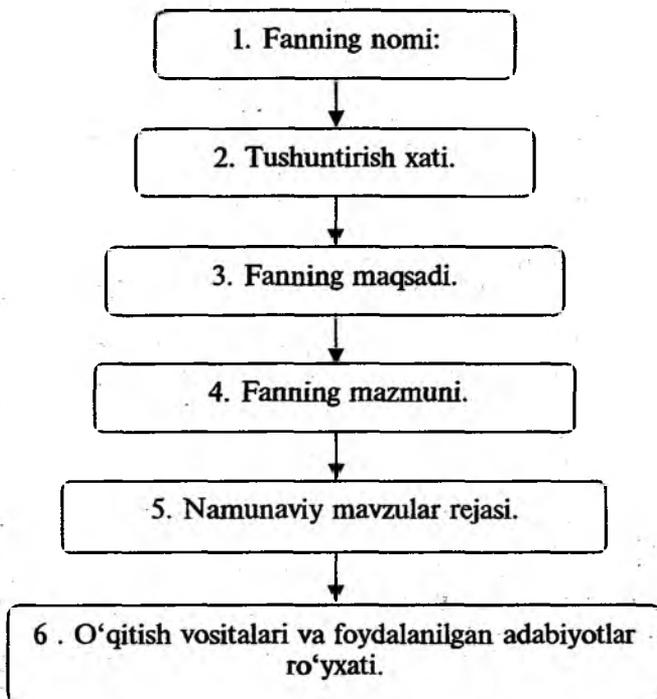 1. Fanning nomi:
2. Tushuntirish xati.
3. Fanning maqsadi.
4. Fanning mazmuni.
5. Namunaviy mavzular rejasi.
6 . O‘qitish vositalari va foydalanilgan adabiyotlar
ro‘yxati.